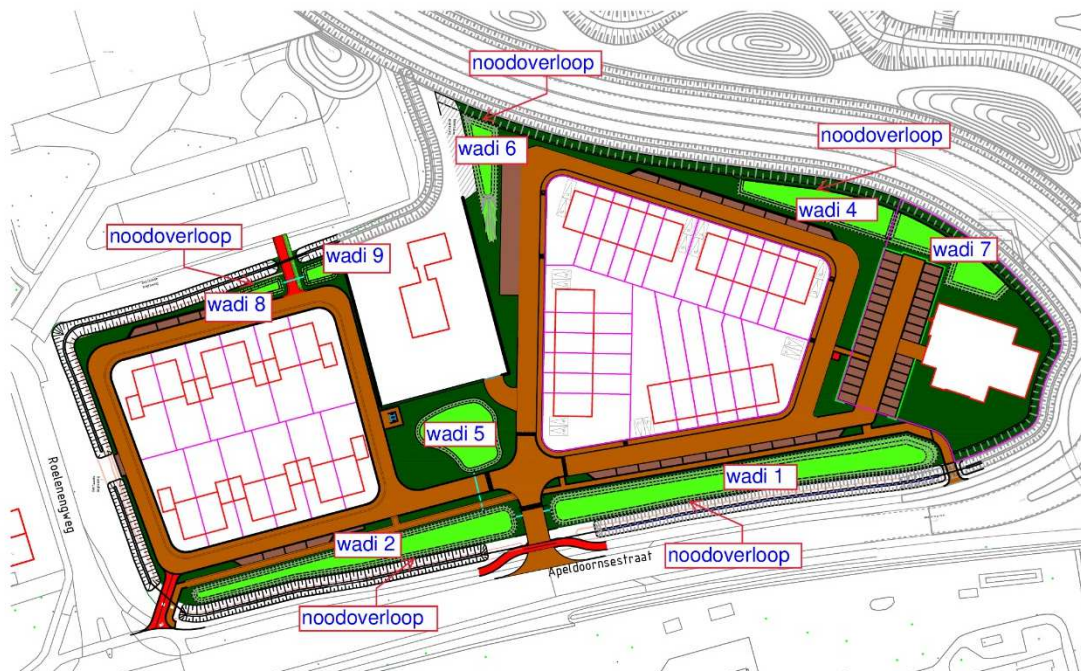 noodoverloop
wadi 6
noodoverloop
wadi 4
noodoverloop
wadi 9
wadi 7
wadi 8
wadi 5
wadi 1
Roelenengweg
wadi 2
noodoverloop
Apeldoornsestraat
noodoverloop